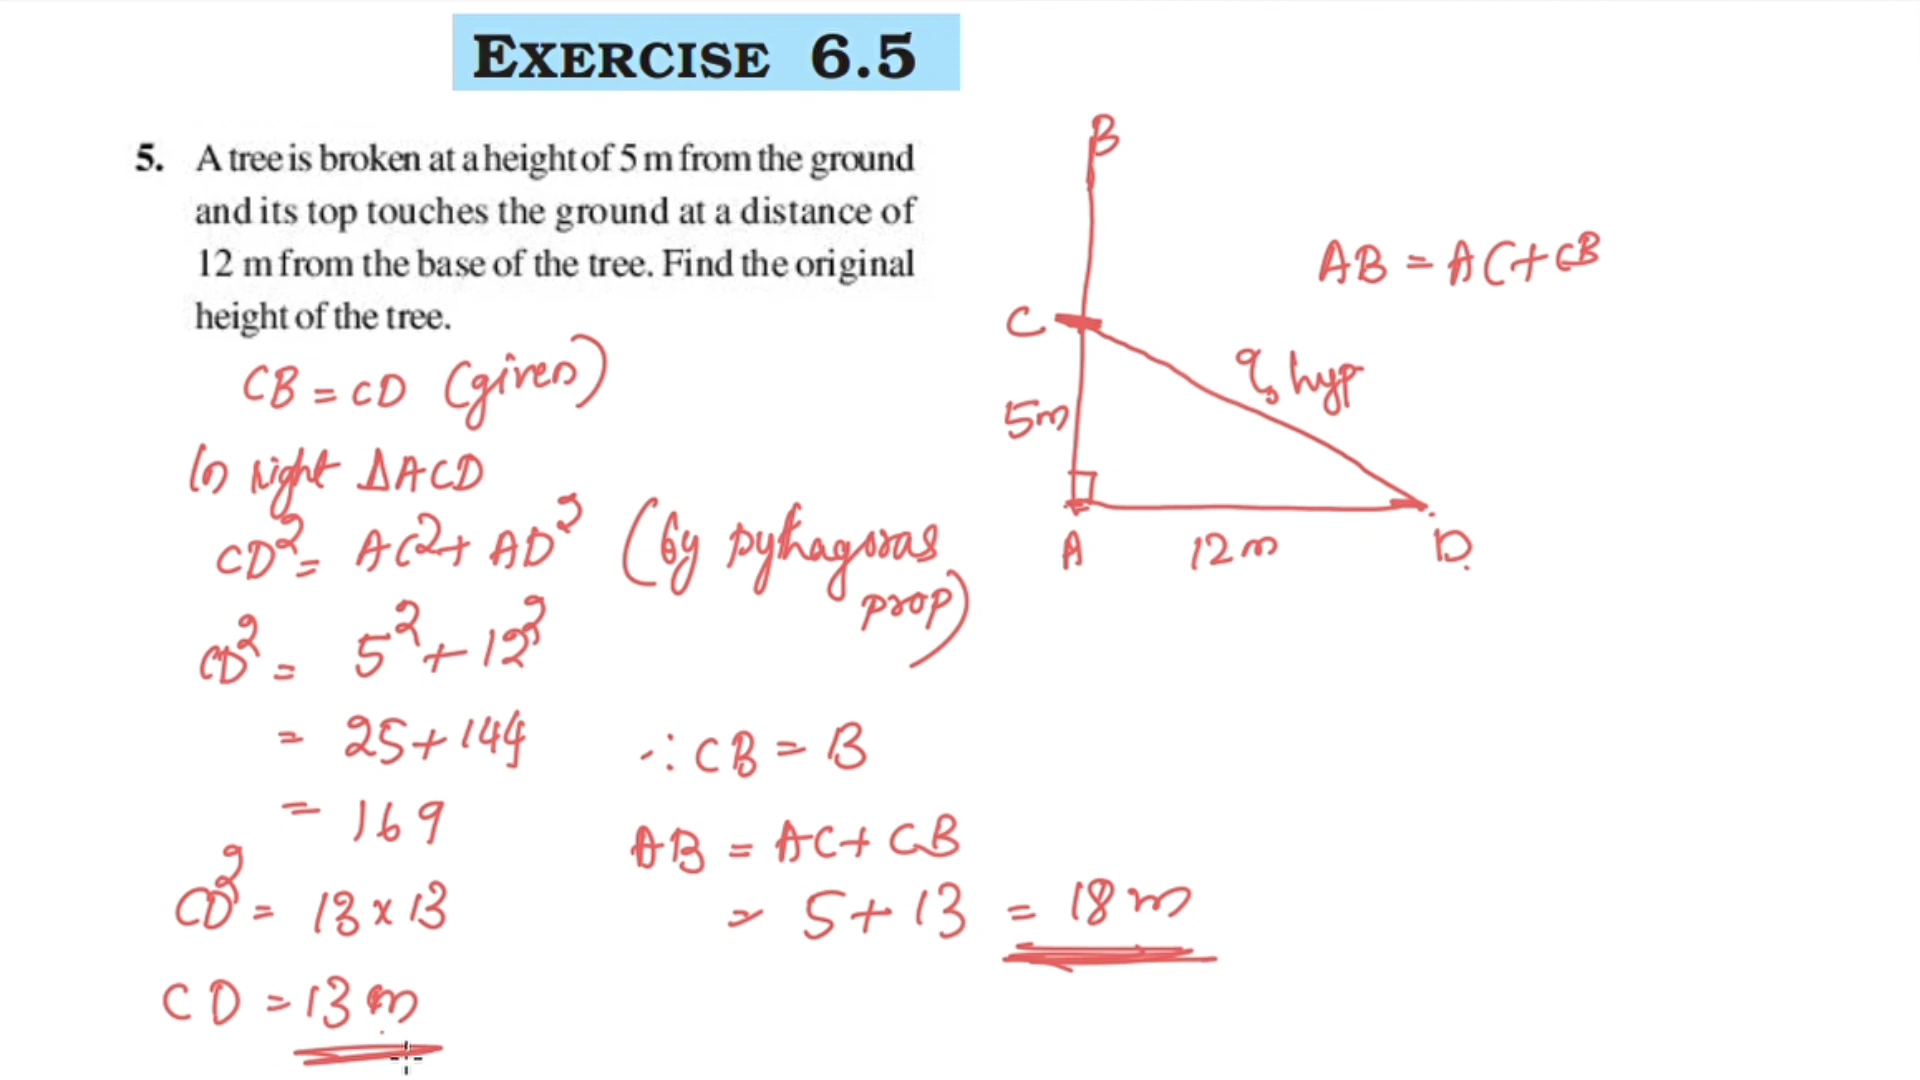 EXERCISE 6.5
5. A tree is broken at a height of 5 m from the ground
and its top touches the ground at a distance of
12 m from the base of the tree. Find the original
height of the tree.
CB = CD (given)
In right ΔACD
CD² = AC² + AD² (by pythagoras
prop)
CD² = 5² + 12²
= 25 + 144
= 169
CD² = 13 × 13
CD = 13 m
∴ CB = 13
AB = AC + CB
= 5 + 13 = 18 m
B
AB = AC + CB
C
hyp
5m
A
12 m
D